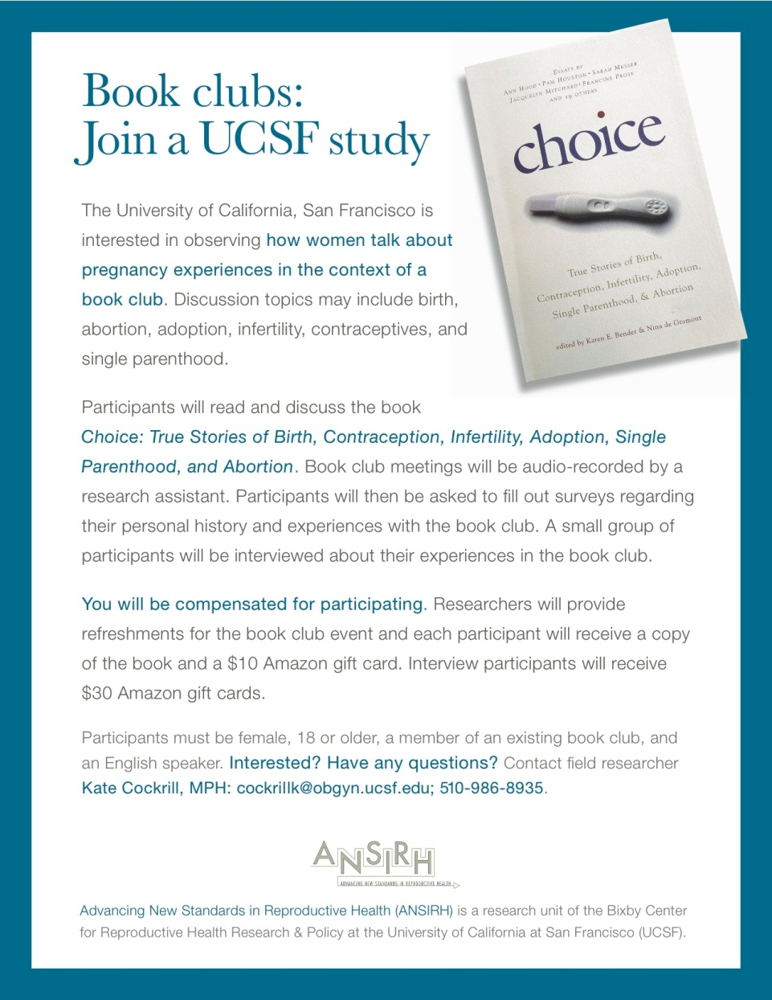 Book clubs:
Join a UCSF study
ESSAYS BY
ANN HOOD • PAM HOUSTON • SARAH MESSER
JACQUELYN MITCHARD • FRANCINE PROSE
AND 19 OTHERS
choice
True Stories of Birth,
Contraception, Infertility, Adoption,
Single Parenthood, & Abortion
edited by Karen E. Bender & Nina de Gramont
The University of California, San Francisco is
interested in observing how women talk about
pregnancy experiences in the context of a
book club. Discussion topics may include birth,
abortion, adoption, infertility, contraceptives, and
single parenthood.
Participants will read and discuss the book
Choice: True Stories of Birth, Contraception, Infertility, Adoption, Single
Parenthood, and Abortion. Book club meetings will be audio-recorded by a
research assistant. Participants will then be asked to fill out surveys regarding
their personal history and experiences with the book club. A small group of
participants will be interviewed about their experiences in the book club.
You will be compensated for participating. Researchers will provide
refreshments for the book club event and each participant will receive a copy
of the book and a $10 Amazon gift card. Interview participants will receive
$30 Amazon gift cards.
Participants must be female, 18 or older, a member of an existing book club, and
an English speaker. Interested? Have any questions? Contact field researcher
Kate Cockrill, MPH: cockrillk@obgyn.ucsf.edu; 510-986-8935.
ANSIRH
ADVANCING NEW STANDARDS IN REPRODUCTIVE HEALTH
Advancing New Standards in Reproductive Health (ANSIRH) is a research unit of the Bixby Center
for Reproductive Health Research & Policy at the University of California at San Francisco (UCSF).